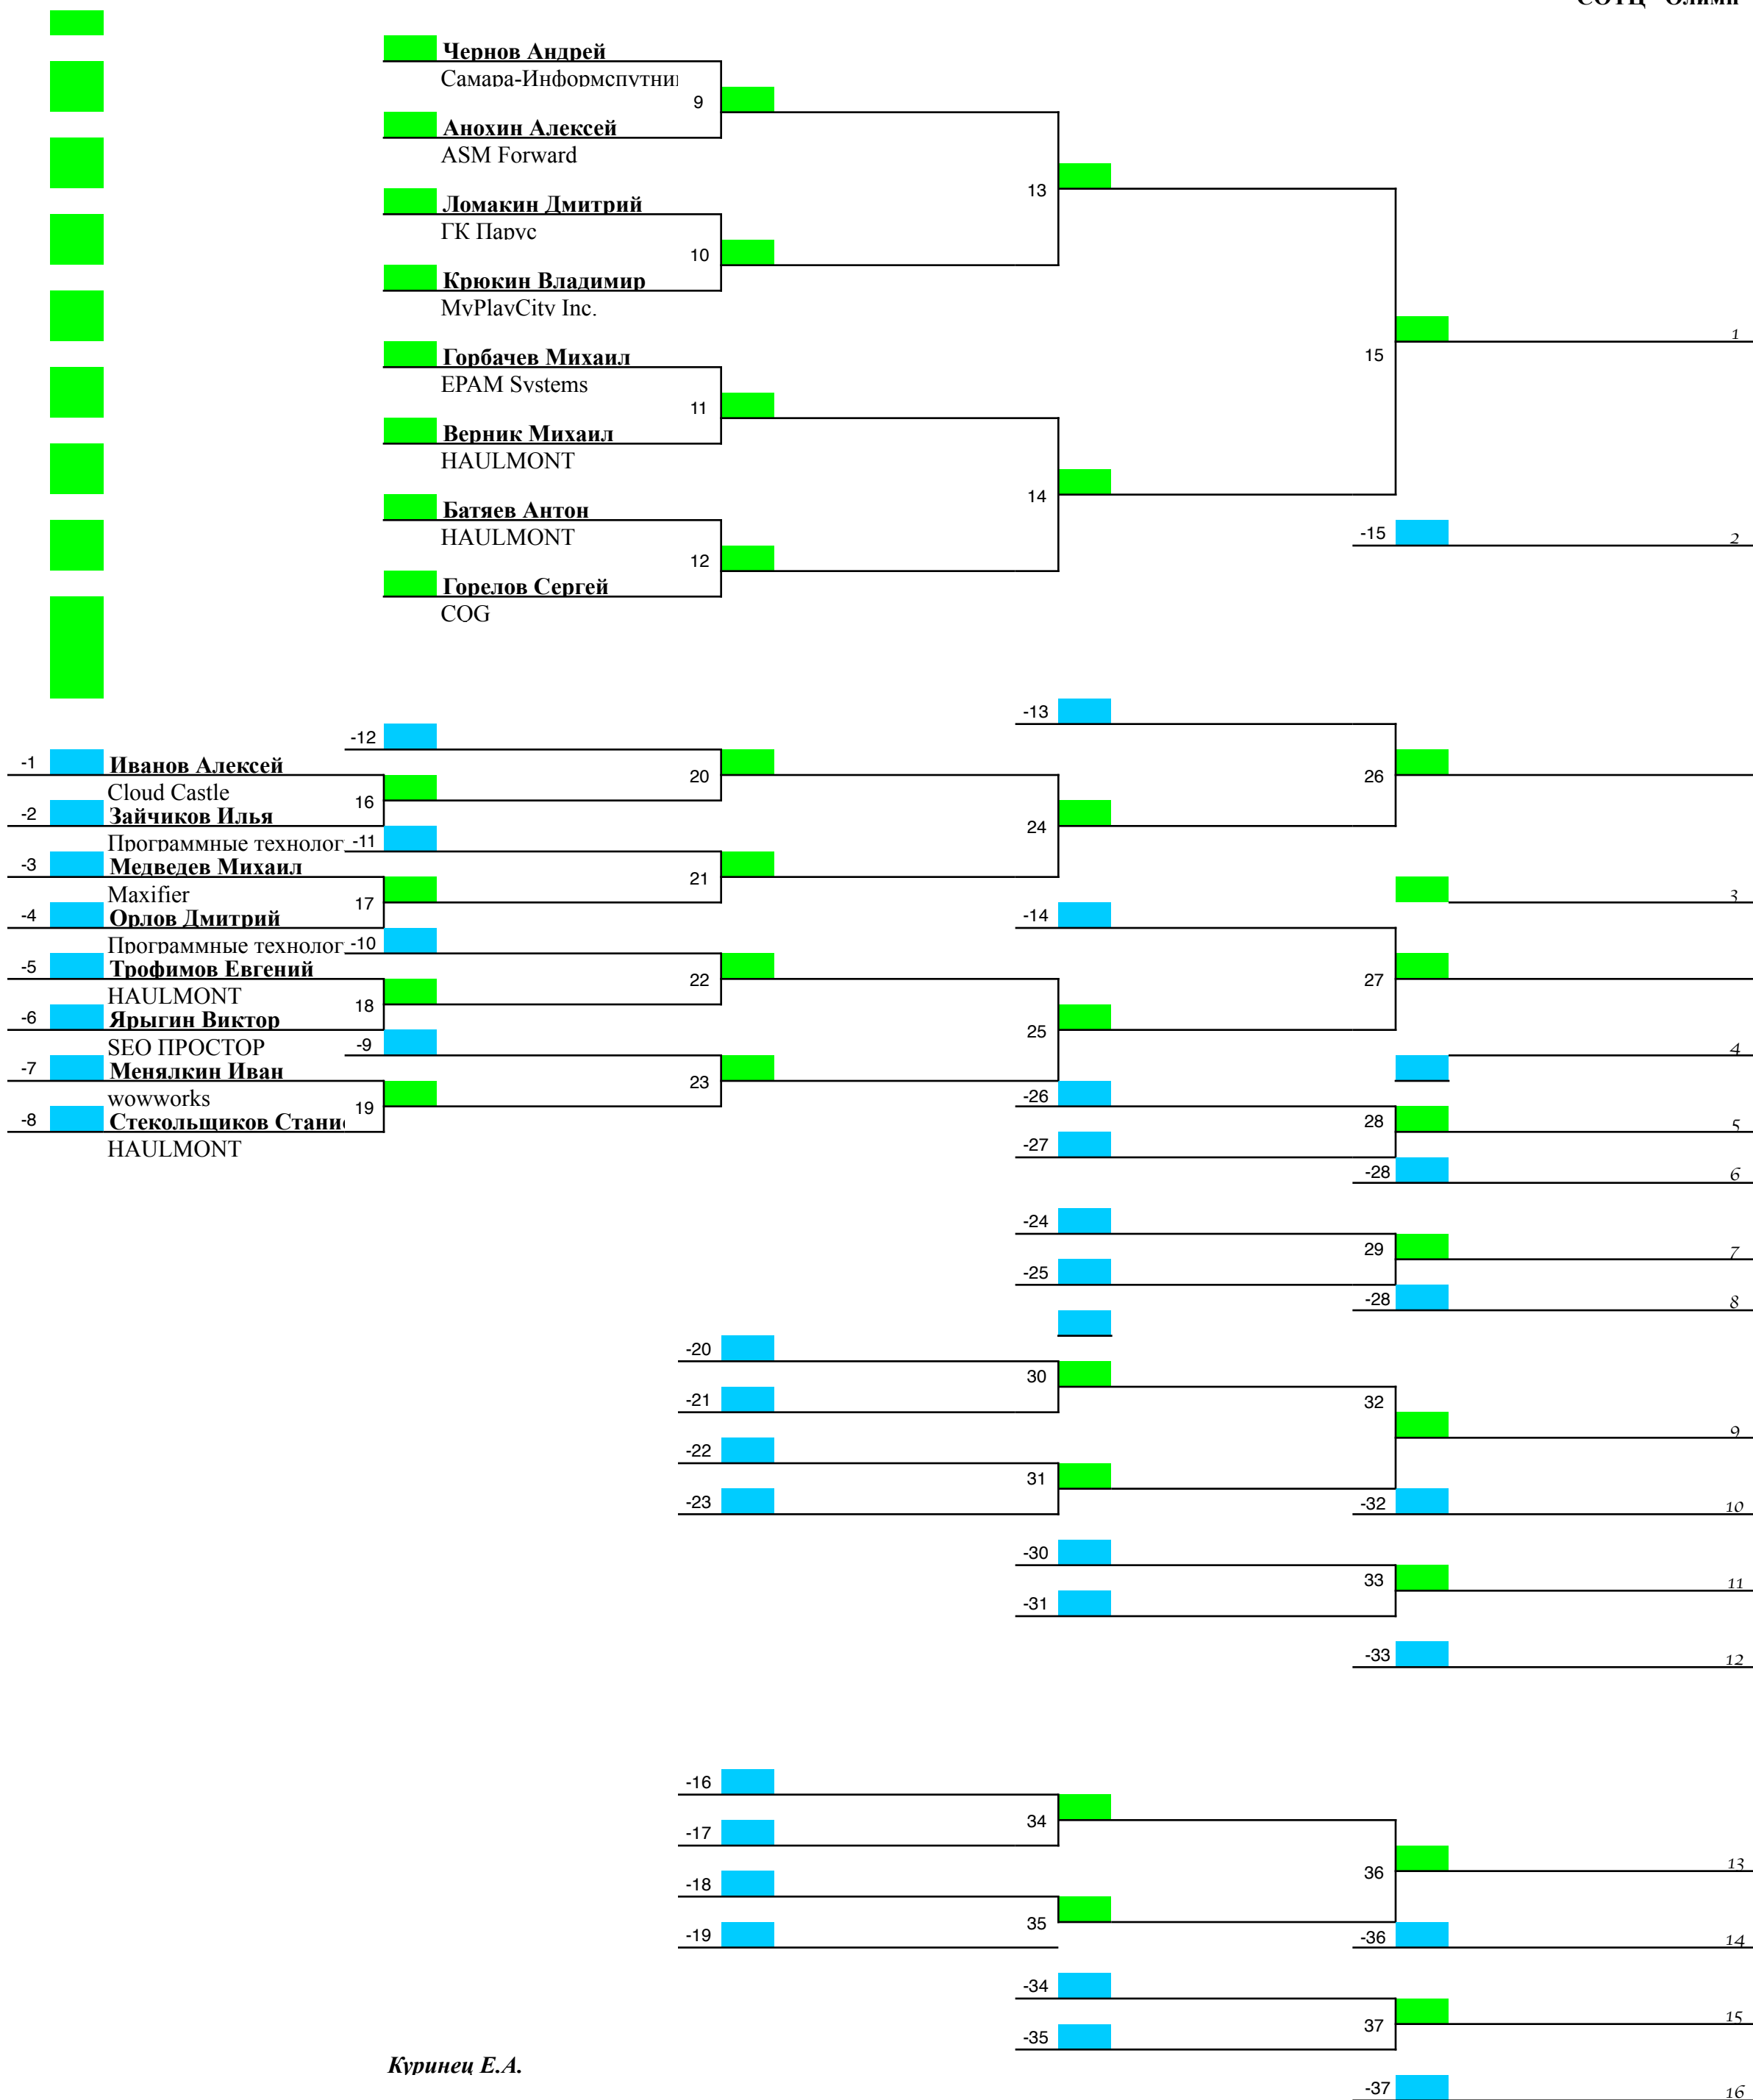 Чернов Андрей
Самара-Информспутни
9
Анохин Алексей
ASM Forward
13
Ломакин Дмитрий
ГК Парус
10
Крюкин Владимир
MyPlayCity Inc.
1
Горбачев Михаил
15
EPAM Systems
11
Верник Михаил
HAULMONT
14
Батяев Антон
HAULMONT
-15
2
12
Горелов Сергей
COG
-13
-12
-1 Иванов Алексей
20
26
Cloud Castle
16
-2 Зайчиков Илья
24
Программные технолог
-11
-3 Медведев Михаил
21
Maxifier
17
3
-4 Орлов Дмитрий
-14
Программные технолог
-10
-5 Трофимов Евгений
22
27
HAULMONT
18
-6 Ярыгин Виктор
25
SEO ПРОСТОР
-9
4
-7 Менялкин Иван
23
wowworks
-26
19
-8 Стекольщиков Стани
28
5
HAULMONT
-27
-28
6
-24
29
7
-25
-28
8
-20
30
-21
32
9
-22
31
-23
-32
10
-30
33
11
-31
-33
12
-16
34
-17
36
13
-18
35
-19
-36
14
-34
37
15
-35
Куринец Е.А.
-37
16